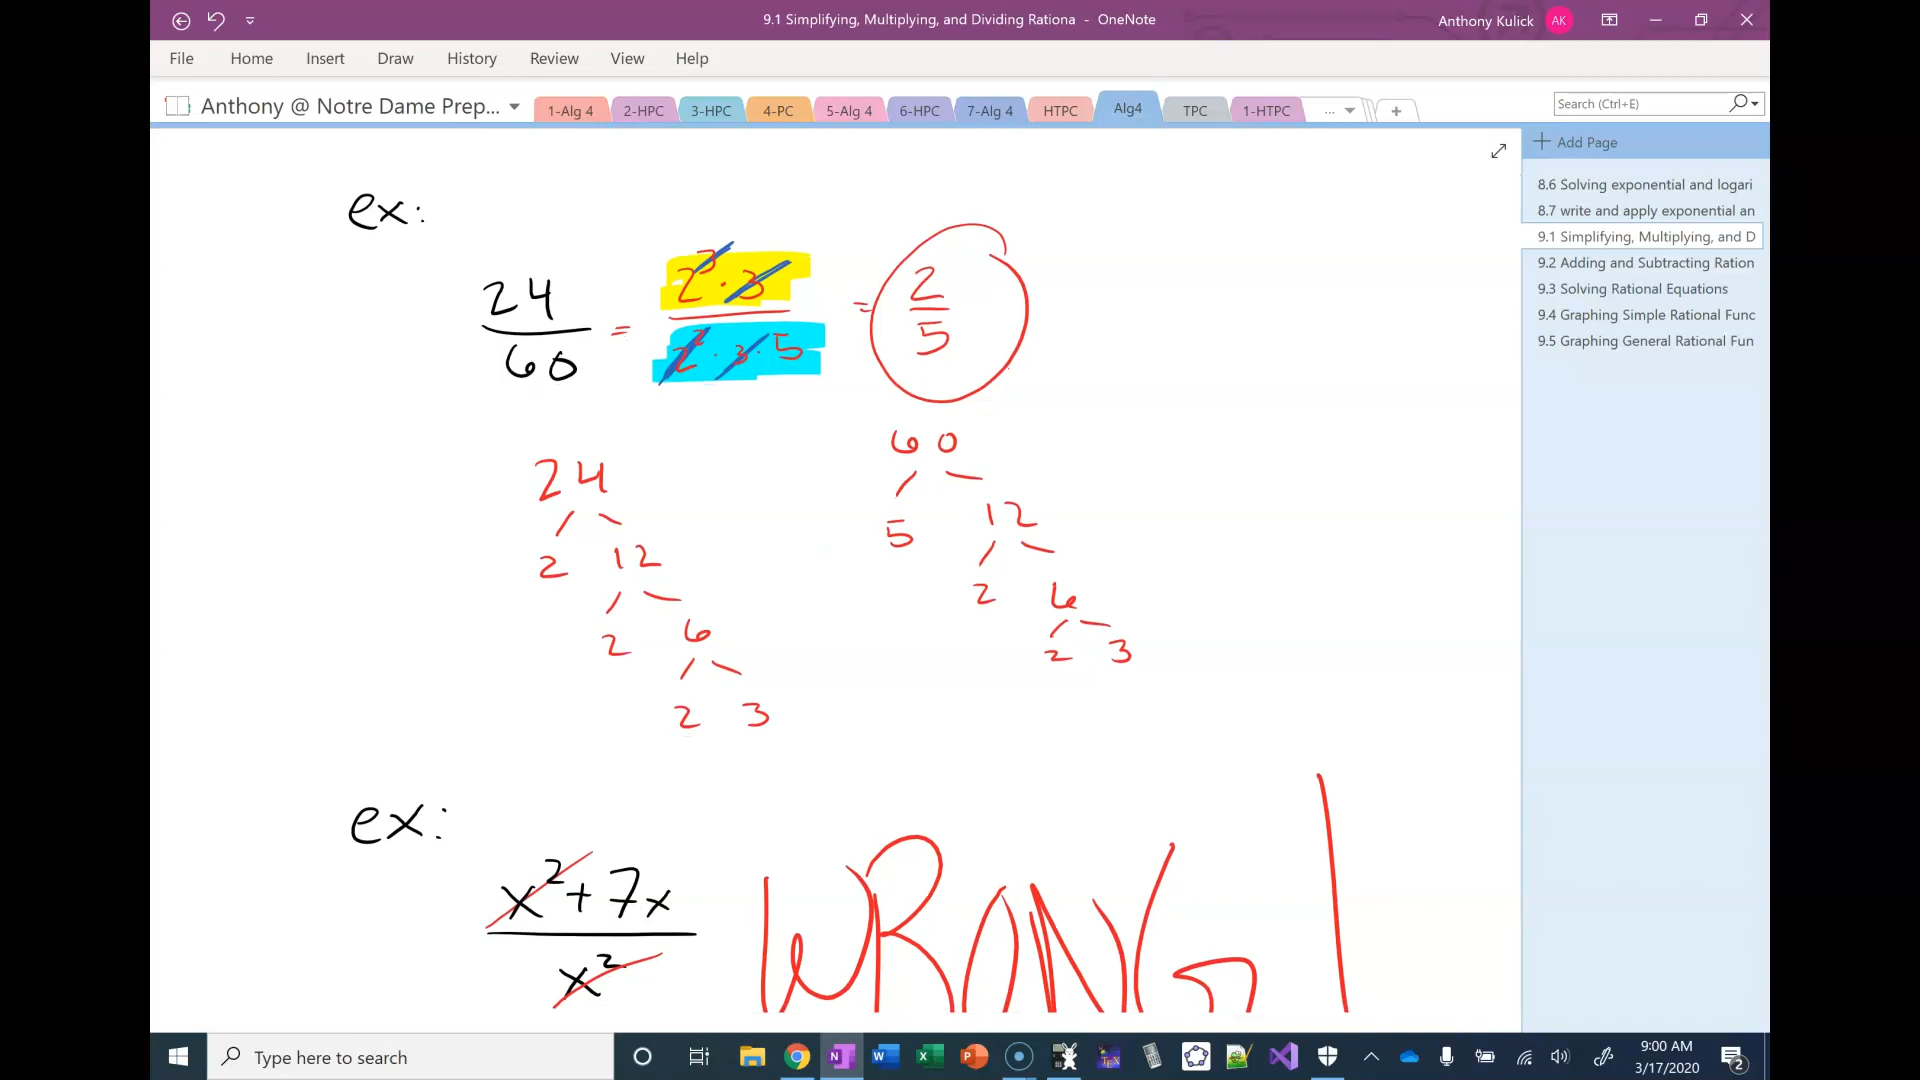 9.1 Simplifying, Multiplying, and Dividing Rationa - OneNote
Anthony Kulick AK
File Home Insert Draw History Review View Help
Anthony @ Notre Dame Prep...
1-Alg 4 2-HPC 3-HPC 4-PC 5-Alg 4 6-HPC 7-Alg 4 HTPC Alg4 TPC 1-HTPC ... +
Search (Ctrl+E)
+ Add Page
8.6 Solving exponential and logari
8.7 write and apply exponential an
9.1 Simplifying, Multiplying, and D
9.2 Adding and Subtracting Ration
9.3 Solving Rational Equations
9.4 Graphing Simple Rational Func
9.5 Graphing General Rational Fun
ex:
24/60 = 2³·3/2²·3·5 = 2/5
24
2 12
2 6
2 3
60
5 12
2 6
2 3
ex:
x²+7x
x²
WRONG!
Type here to search
9:00 AM
3/17/2020
2